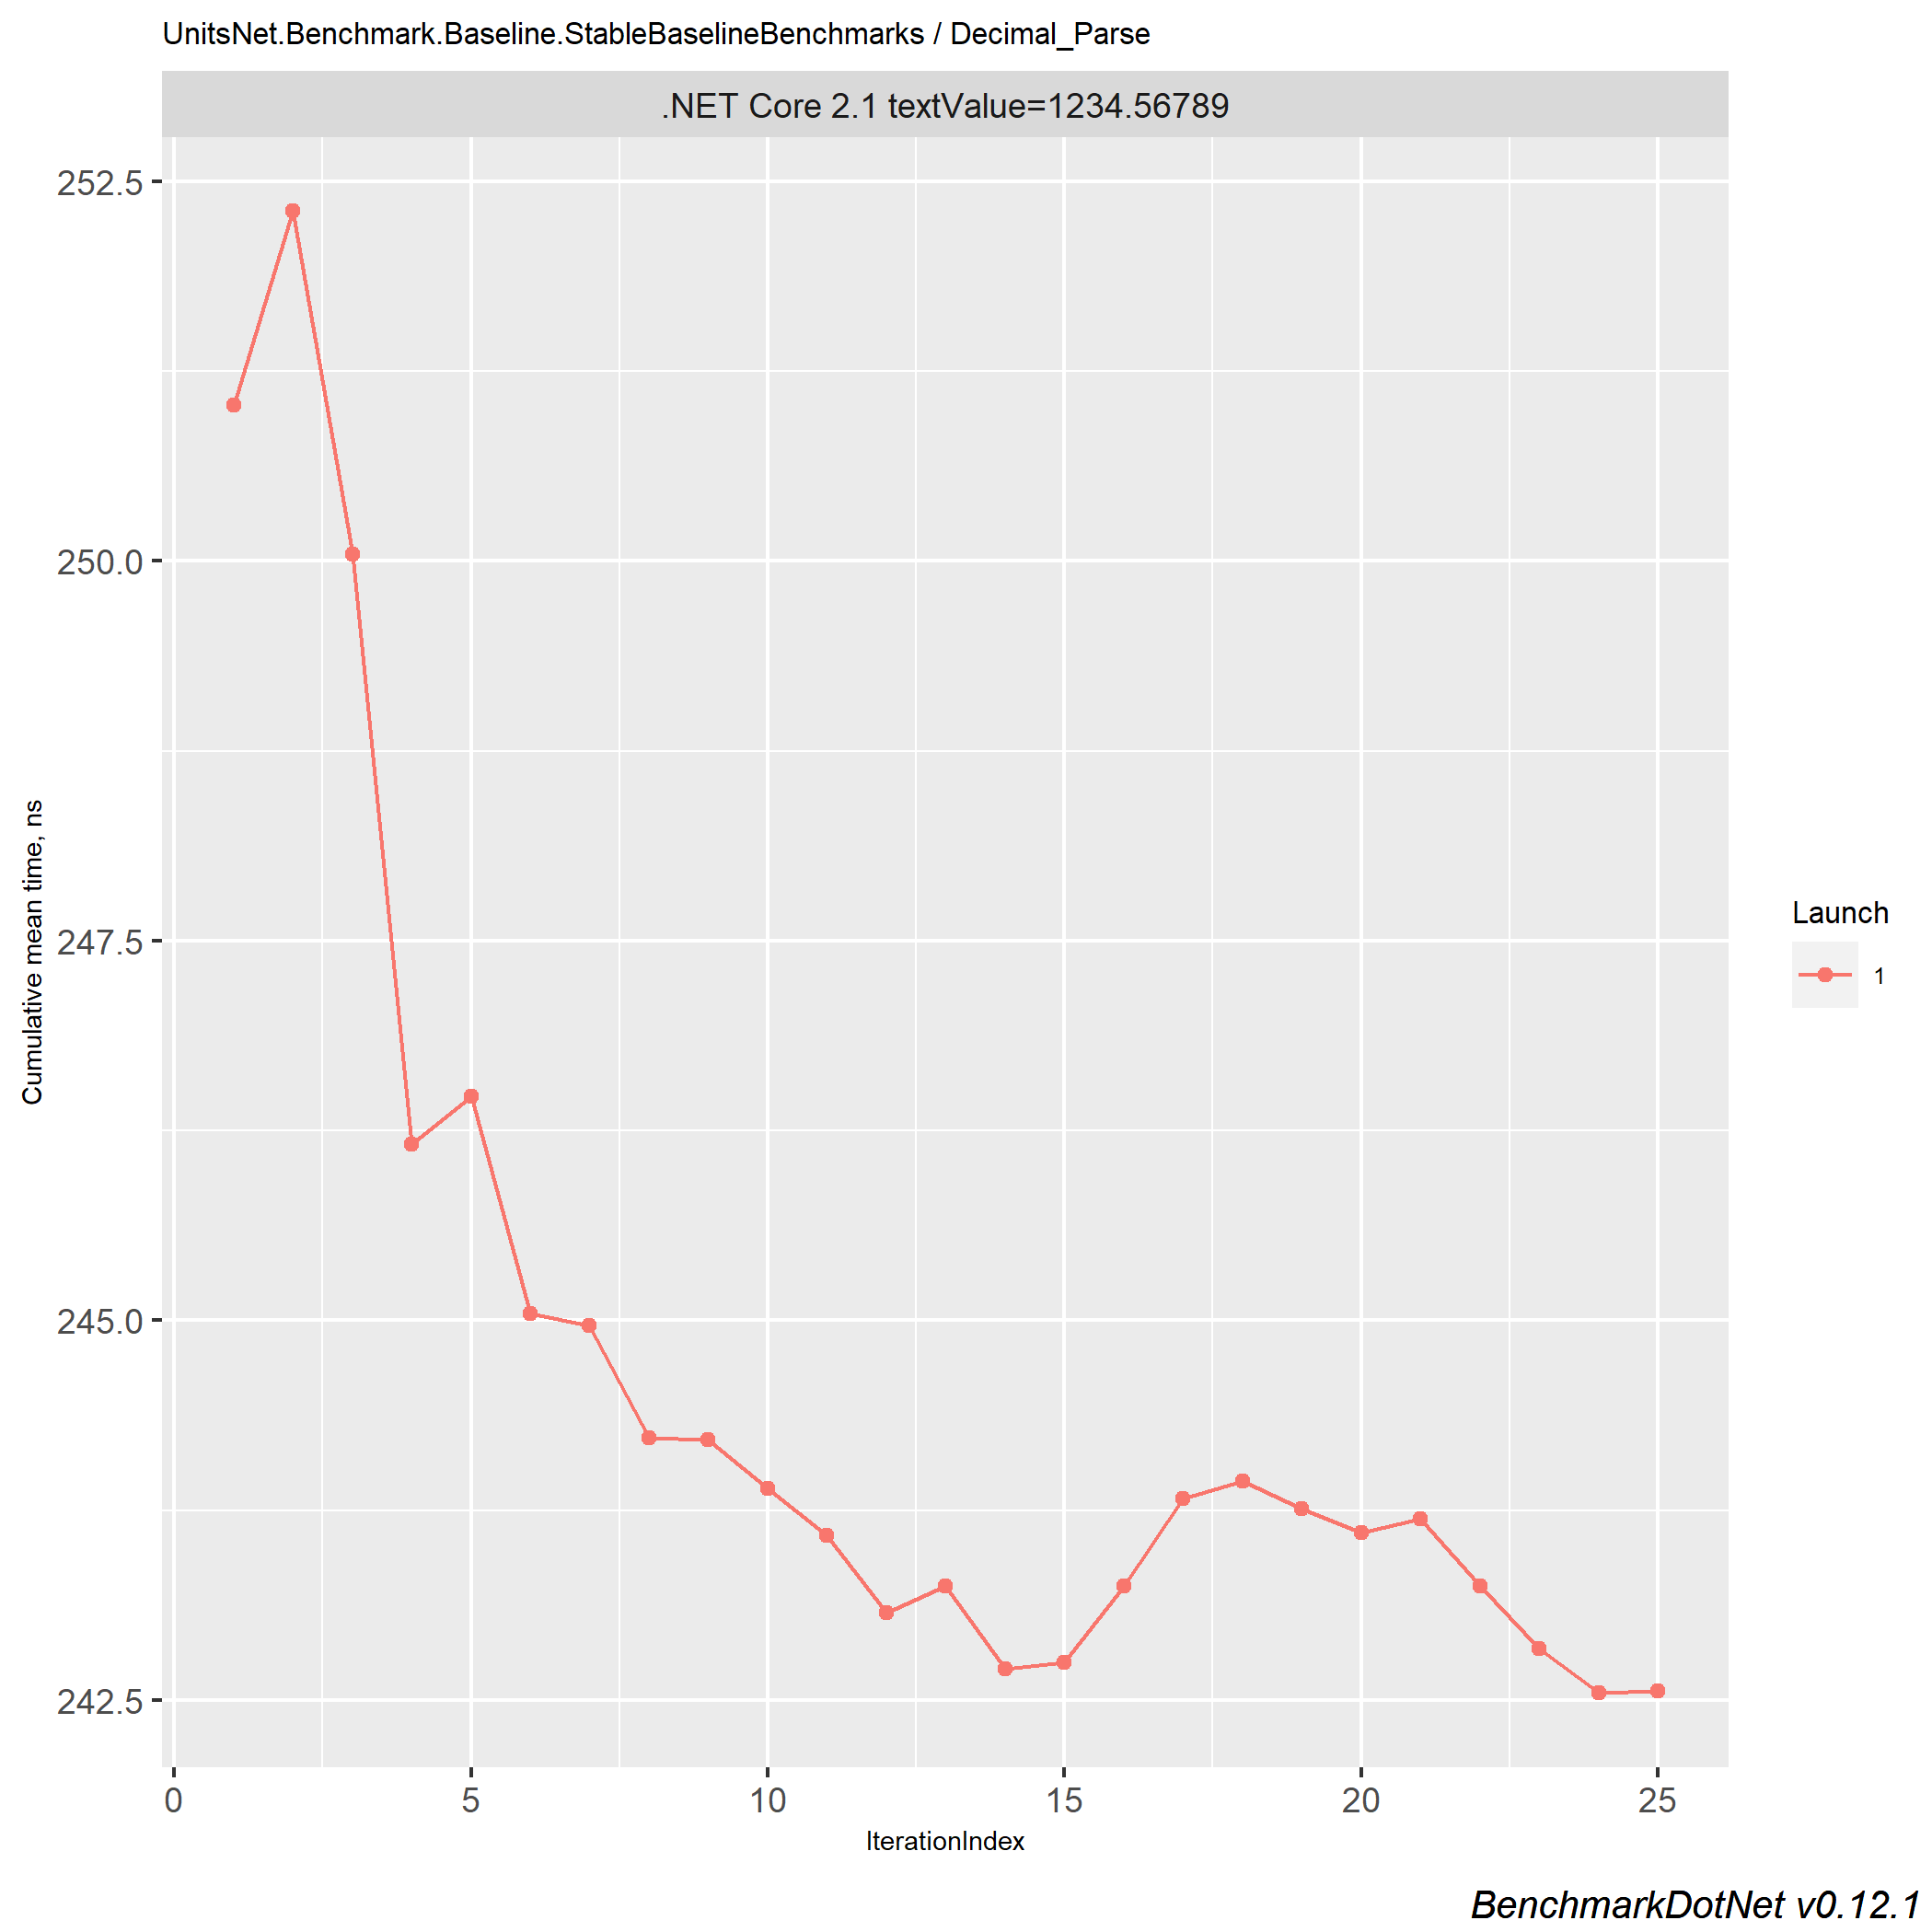 UnitsNet.Benchmark.Baseline.StableBaselineBenchmarks / Decimal_Parse
.NET Core 2.1 textValue=1234.56789
252.5
250.0
247.5
245.0
242.5
Cumulative mean time, ns
0 5 10 15 20 25
IterationIndex
Launch
1
BenchmarkDotNet v0.12.1